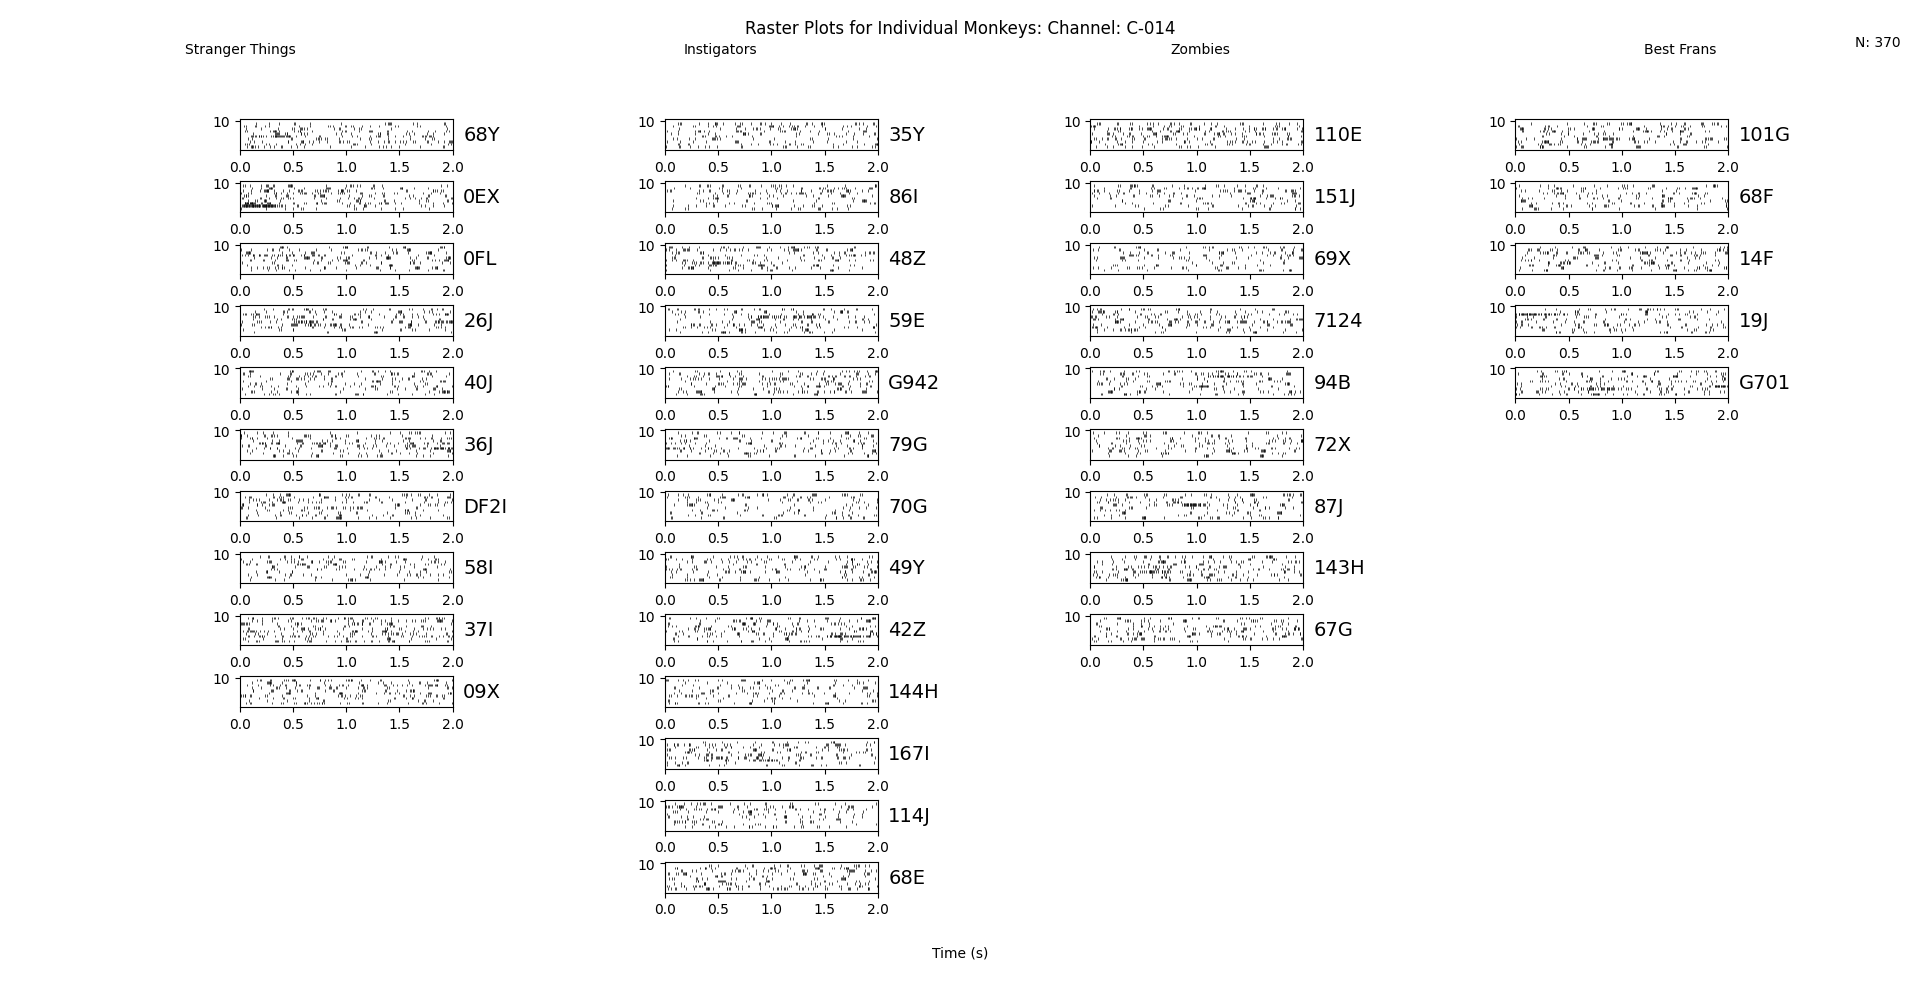 Raster Plots for Individual Monkeys: Channel: C-014
Stranger Things Instigators Zombies Best Frans N: 370
10 68Y 10 35Y 10 110E 10 101G
0.0 0.5 1.0 1.5 2.0 0.0 0.5 1.0 1.5 2.0 0.0 0.5 1.0 1.5 2.0 0.0 0.5 1.0 1.5 2.0
10 0EX 10 86I 10 151J 10 68F
0.0 0.5 1.0 1.5 2.0 0.0 0.5 1.0 1.5 2.0 0.0 0.5 1.0 1.5 2.0 0.0 0.5 1.0 1.5 2.0
10 0FL 10 48Z 10 69X 10 14F
0.0 0.5 1.0 1.5 2.0 0.0 0.5 1.0 1.5 2.0 0.0 0.5 1.0 1.5 2.0 0.0 0.5 1.0 1.5 2.0
10 26J 10 59E 10 7124 10 19J
0.0 0.5 1.0 1.5 2.0 0.0 0.5 1.0 1.5 2.0 0.0 0.5 1.0 1.5 2.0 0.0 0.5 1.0 1.5 2.0
10 40J 10 G942 10 94B 10 G701
0.0 0.5 1.0 1.5 2.0 0.0 0.5 1.0 1.5 2.0 0.0 0.5 1.0 1.5 2.0 0.0 0.5 1.0 1.5 2.0
10 36J 10 79G 10 72X
0.0 0.5 1.0 1.5 2.0 0.0 0.5 1.0 1.5 2.0 0.0 0.5 1.0 1.5 2.0
10 DF2I 10 70G 10 87J
0.0 0.5 1.0 1.5 2.0 0.0 0.5 1.0 1.5 2.0 0.0 0.5 1.0 1.5 2.0
10 58I 10 49Y 10 143H
0.0 0.5 1.0 1.5 2.0 0.0 0.5 1.0 1.5 2.0 0.0 0.5 1.0 1.5 2.0
10 37I 10 42Z 10 67G
0.0 0.5 1.0 1.5 2.0 0.0 0.5 1.0 1.5 2.0 0.0 0.5 1.0 1.5 2.0
10 09X 10 144H
0.0 0.5 1.0 1.5 2.0 0.0 0.5 1.0 1.5 2.0
10 167I
0.0 0.5 1.0 1.5 2.0
10 114J
0.0 0.5 1.0 1.5 2.0
10 68E
0.0 0.5 1.0 1.5 2.0
Time (s)